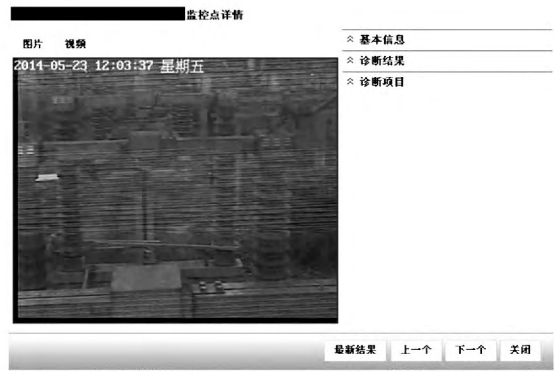 监控点详情
图片 视频
2014-05-23 12:03:37 星期五
基本信息
诊断结果
诊断项目
最新结果 上一个 下一个 关闭